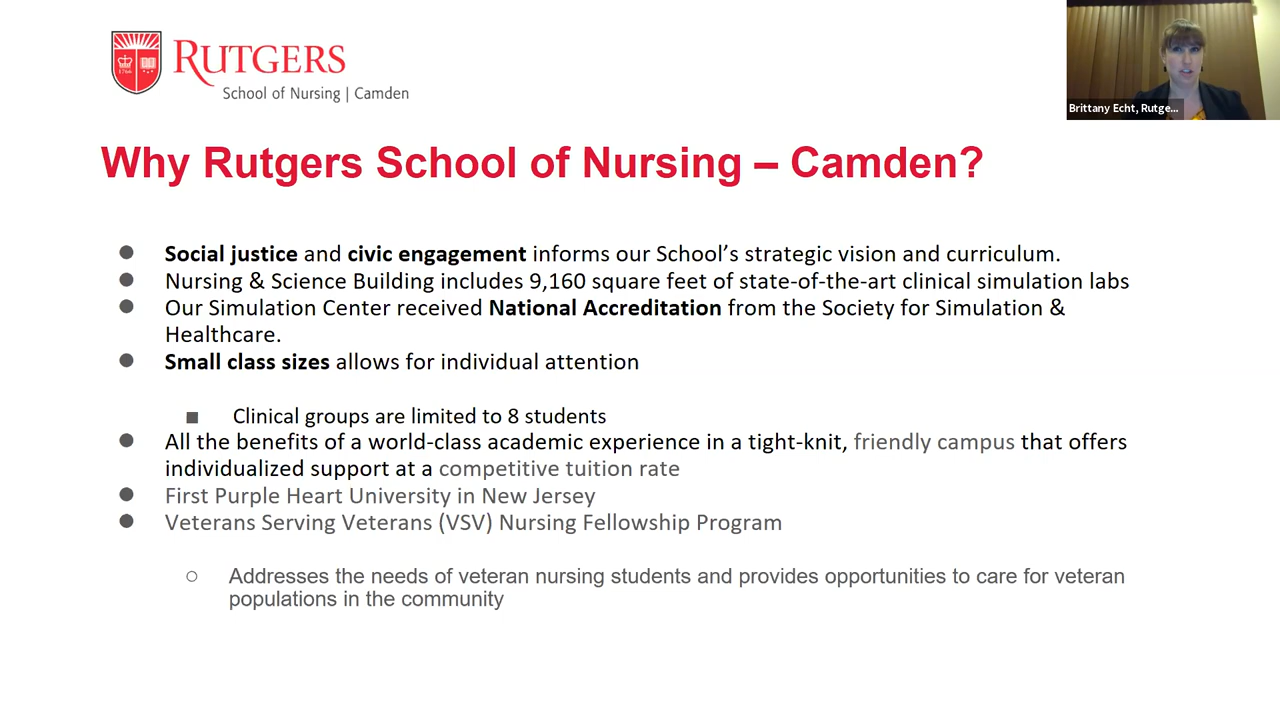 RUTGERS
School of Nursing | Camden
1766
Brittany Echt, Rutge...
Why Rutgers School of Nursing – Camden?
● Social justice and civic engagement informs our School’s strategic vision and curriculum.
● Nursing & Science Building includes 9,160 square feet of state-of-the-art clinical simulation labs
● Our Simulation Center received National Accreditation from the Society for Simulation &
Healthcare.
● Small class sizes allows for individual attention
■ Clinical groups are limited to 8 students
● All the benefits of a world-class academic experience in a tight-knit, friendly campus that offers
individualized support at a competitive tuition rate
● First Purple Heart University in New Jersey
● Veterans Serving Veterans (VSV) Nursing Fellowship Program
○ Addresses the needs of veteran nursing students and provides opportunities to care for veteran
populations in the community